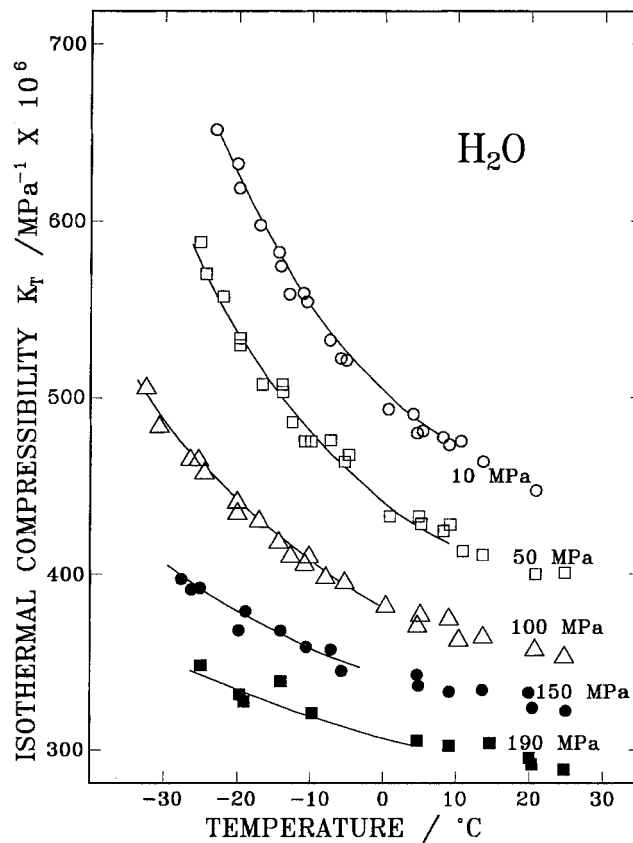 ISOTHERMAL COMPRESSIBILITY K_T /MPa⁻¹ X 10⁶
700
600
500
400
300
H₂O
10 MPa
50 MPa
100 MPa
150 MPa
190 MPa
−30 −20 −10 0 10 20 30
TEMPERATURE / °C